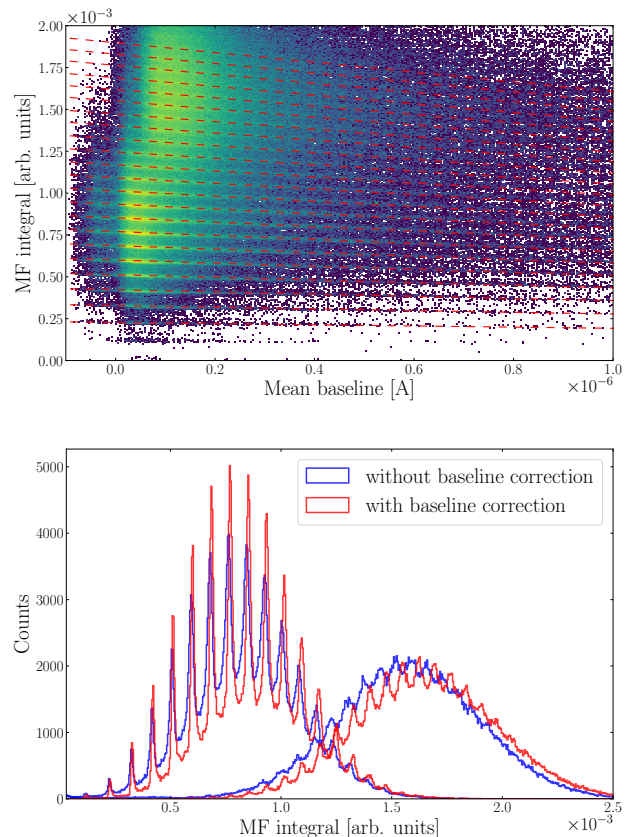 ×10⁻³
2.00
1.75
1.50
1.25
1.00
0.75
0.50
0.25
0.00
MF integral [arb. units]
0.0 0.2 0.4 0.6 0.8 1.0
Mean baseline [A]
×10⁻⁶
5000
4000
3000
2000
1000
0
Counts
without baseline correction
with baseline correction
0.5 1.0 1.5 2.0 2.5
MF integral [arb. units]
×10⁻³